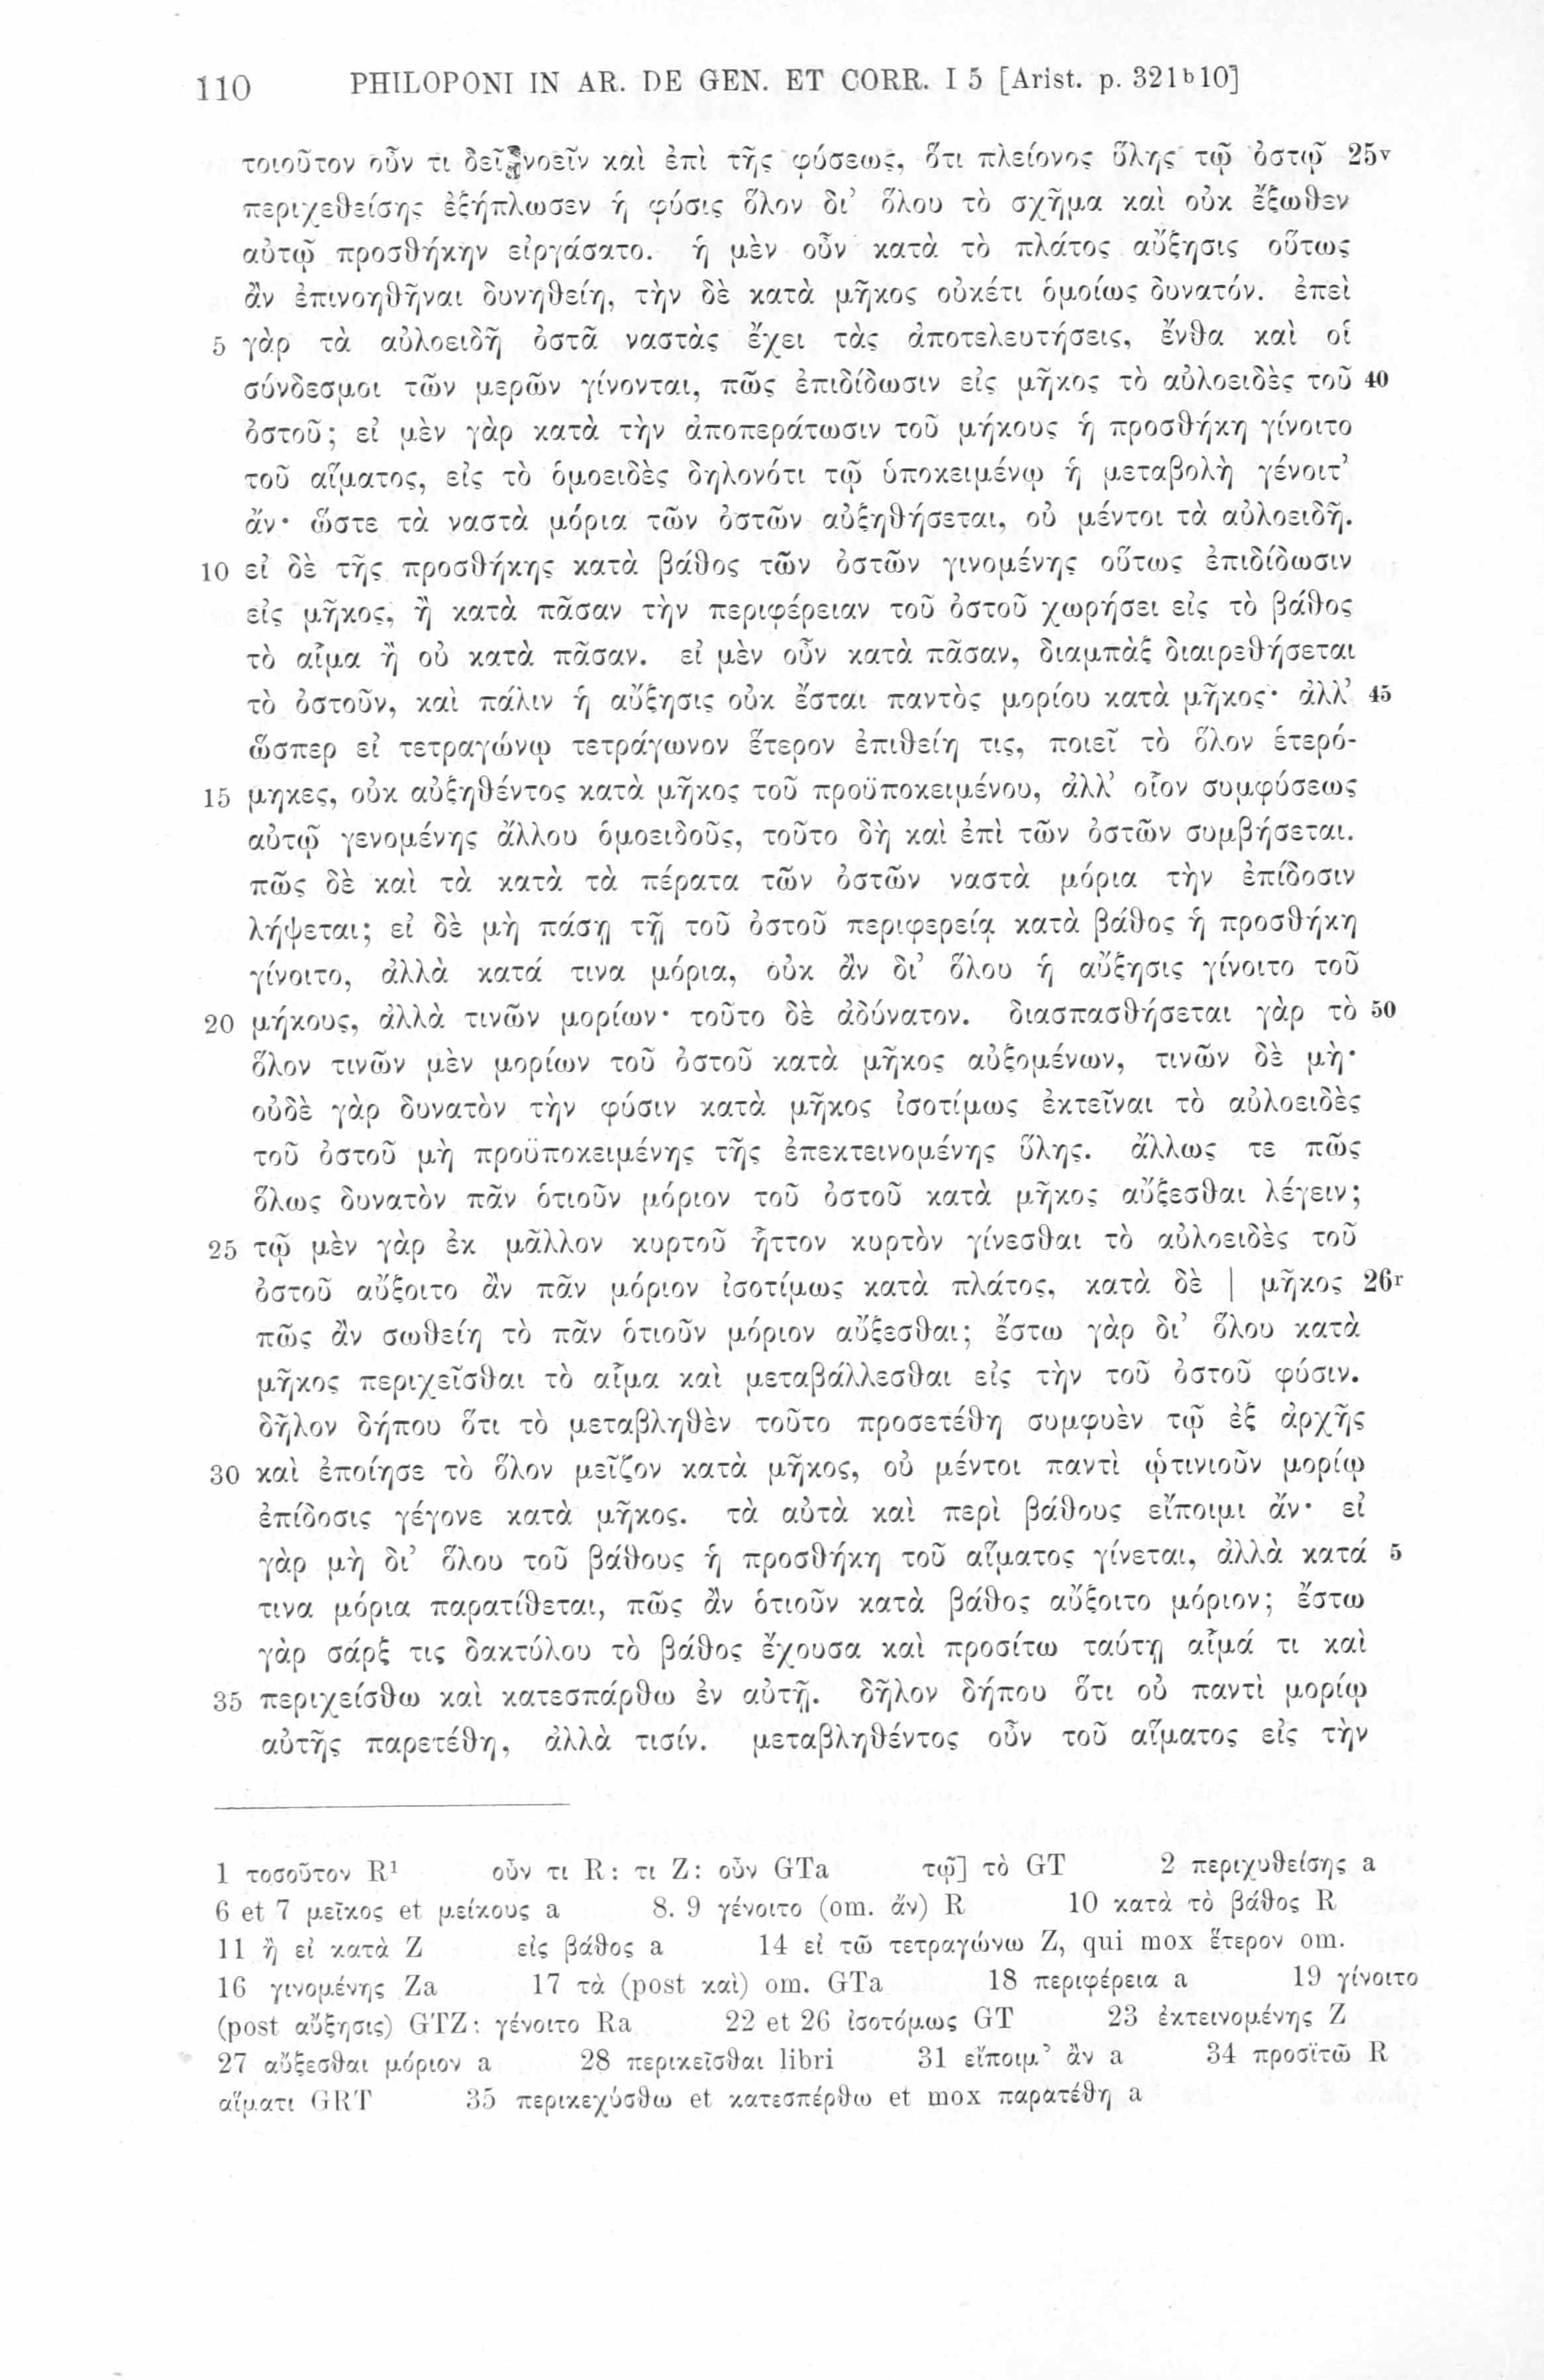 110 PHILOPONI IN AR. DE GEN. ET CORR. I 5 [Arist. p. 321b10]
τοιοῦτον οὖν τι δεῖ νοεῖν καὶ ἐπὶ τῆς φύσεως, ὅτι πλείονος ὕλης τῷ ὀστῷ 25v
περιχεθείσης ἐξήπλωσεν ἡ φύσις ὅλον δι’ ὅλου τὸ σχῆμα καὶ οὐκ ἔξωθεν
αὐτῷ προσθήκην εἰργάσατο. ἡ μὲν οὖν κατὰ τὸ πλάτος αὔξησις οὕτως
ἂν ἐπινοηθῆναι δυνηθείη, τὴν δὲ κατὰ μῆκος οὐκέτι ὁμοίως δυνατόν. ἐπεὶ
5 γὰρ τὰ αὐλοειδῆ ὀστᾶ ναστὰς ἔχει τὰς ἀποτελευτήσεις, ἔνθα καὶ οἱ
σύνδεσμοι τῶν μερῶν γίνονται, πῶς ἐπιδίδωσιν εἰς μῆκος τὸ αὐλοειδὲς τοῦ 40
ὀστοῦ; εἰ μὲν γὰρ κατὰ τὴν ἀποπεράτωσιν τοῦ μήκους ἡ προσθήκη γίνοιτο
τοῦ αἵματος, εἰς τὸ ὁμοειδὲς δηλονότι τῷ ὑποκειμένῳ ἡ μεταβολὴ γένοιτ’
ἄν· ὥστε τὰ ναστὰ μόρια τῶν ὀστῶν αὐξηθήσεται, οὐ μέντοι τὰ αὐλοειδῆ.
10 εἰ δὲ τῆς προσθήκης κατὰ βάθος τῶν ὀστῶν γινομένης οὕτως ἐπιδίδωσιν
εἰς μῆκος, ἢ κατὰ πᾶσαν τὴν περιφέρειαν τοῦ ὀστοῦ χωρήσει εἰς τὸ βάθος
τὸ αἷμα ἢ οὐ κατὰ πᾶσαν. εἰ μὲν οὖν κατὰ πᾶσαν, διαμπὰξ διαιρεθήσεται
τὸ ὀστοῦν, καὶ πάλιν ἡ αὔξησις οὐκ ἔσται παντὸς μορίου κατὰ μῆκος· ἀλλ’ 45
ὥσπερ εἰ τετραγώνῳ τετράγωνον ἕτερον ἐπιθείη τις, ποιεῖ τὸ ὅλον ἑτερό-
15 μηκες, οὐκ αὐξηθέντος κατὰ μῆκος τοῦ προϋποκειμένου, ἀλλ’ οἷον συμφύσεως
αὐτῷ γενομένης ἄλλου ὁμοειδοῦς, τοῦτο δὴ καὶ ἐπὶ τῶν ὀστῶν συμβήσεται.
πῶς δὲ καὶ τὰ κατὰ τὰ πέρατα τῶν ὀστῶν ναστὰ μόρια τὴν ἐπίδοσιν
λήψεται; εἰ δὲ μὴ πάσῃ τῇ τοῦ ὀστοῦ περιφερείᾳ κατὰ βάθος ἡ προσθήκη
γίνοιτο, ἀλλὰ κατά τινα μόρια, οὐκ ἂν δι’ ὅλου ἡ αὔξησις γίνοιτο τοῦ
20 μήκους, ἀλλὰ τινῶν μορίων· τοῦτο δὲ ἀδύνατον. διασπασθήσεται γὰρ τὸ 50
ὅλον τινῶν μὲν μορίων τοῦ ὀστοῦ κατὰ μῆκος αὐξομένων, τινῶν δὲ μή·
οὐδὲ γὰρ δυνατὸν τὴν φύσιν κατὰ μῆκος ἰσοτίμως ἐκτεῖναι τὸ αὐλοειδὲς
τοῦ ὀστοῦ μὴ προϋποκειμένης τῆς ἐπεκτεινομένης ὕλης. ἄλλως τε πῶς
ὅλως δυνατὸν πᾶν ὁτιοῦν μόριον τοῦ ὀστοῦ κατὰ μῆκος αὔξεσθαι λέγειν;
25 τῷ μὲν γὰρ ἐκ μᾶλλον κυρτοῦ ἧττον κυρτὸν γίνεσθαι τὸ αὐλοειδὲς τοῦ
ὀστοῦ αὔξοιτο ἂν πᾶν μόριον ἰσοτίμως κατὰ πλάτος, κατὰ δὲ | μῆκος 26r
πῶς ἂν σωθείη τὸ πᾶν ὁτιοῦν μόριον αὔξεσθαι; ἔστω γὰρ δι’ ὅλου κατὰ
μῆκος περιχεῖσθαι τὸ αἷμα καὶ μεταβάλλεσθαι εἰς τὴν τοῦ ὀστοῦ φύσιν.
δῆλον δήπου ὅτι τὸ μεταβληθὲν τοῦτο προσετέθη συμφυὲν τῷ ἐξ ἀρχῆς
30 καὶ ἐποίησε τὸ ὅλον μεῖζον κατὰ μῆκος, οὐ μέντοι παντὶ ᾡτινιοῦν μορίῳ
ἐπίδοσις γέγονε κατὰ μῆκος. τὰ αὐτὰ καὶ περὶ βάθους εἴποιμι ἄν· εἰ
γὰρ μὴ δι’ ὅλου τοῦ βάθους ἡ προσθήκη τοῦ αἵματος γίνεται, ἀλλὰ κατά 5
τινα μόρια παρατίθεται, πῶς ἂν ὁτιοῦν κατὰ βάθος αὔξοιτο μόριον; ἔστω
γὰρ σάρξ τις δακτύλου τὸ βάθος ἔχουσα καὶ προσίτω ταύτῃ αἷμά τι καὶ
35 περιχείσθω καὶ κατεσπάρθω ἐν αὐτῇ. δῆλον δήπου ὅτι οὐ παντὶ μορίῳ
αὐτῆς παρετέθη, ἀλλὰ τισίν. μεταβληθέντος οὖν τοῦ αἵματος εἰς τὴν
1 τοσοῦτον R1 οὖν τι R: τι Z: οὖν GTa τῷ] τὸ GT 2 περιχυθείσης a
6 et 7 μεῖκος et μείκους a 8. 9 γένοιτο (om. ἄν) R 10 κατὰ τὸ βάθος R
11 ἢ εἰ κατὰ Z εἰς βάθος a 14 εἰ τῶ τετραγώνω Z, qui mox ἕτερον om.
16 γινομένης Za 17 τὰ (post καὶ) om. GTa 18 περιφέρεια a 19 γίνοιτο
(post αὔξησις) GTZ: γένοιτο Ra 22 et 26 ἰσοτόμως GT 23 ἐκτεινομένης Z
27 αὔξεσθαι μόριον a 28 περικεῖσθαι libri 31 εἴποιμ’ ἂν a 34 προσϊτῶ R
αἵματι GRT 35 περικεχύσθω et κατεσπέρθω et mox παρατέθη a